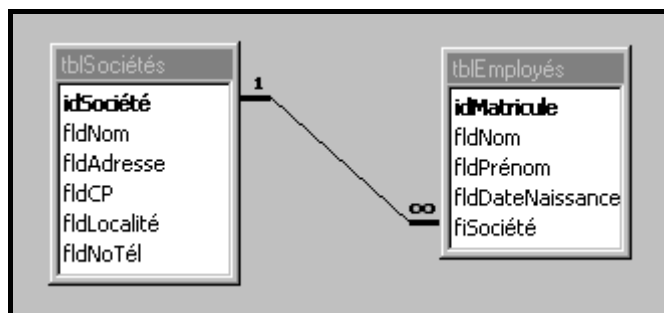 tblSociétés
idSociété
fldNom
fldAdresse
fldCP
fldLocalité
fldNoTél
1
∞
tblEmployés
idMatricule
fldNom
fldPrénom
fldDateNaissance
fiSociété